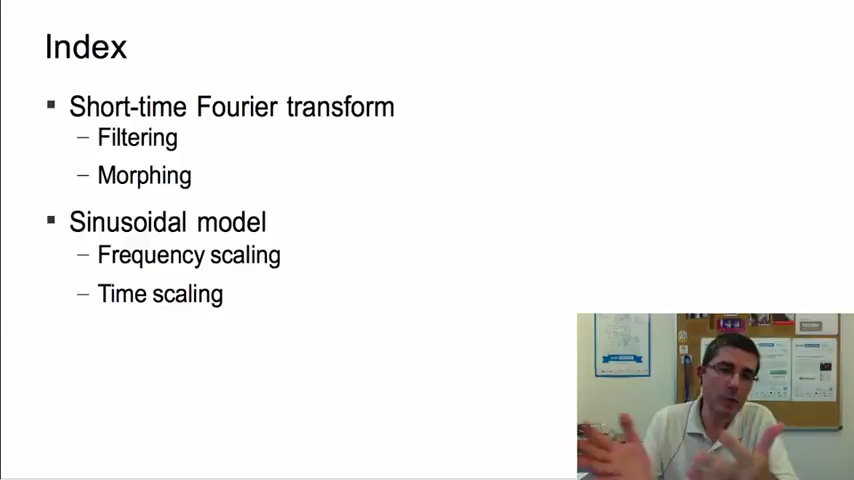 Index
▪ Short-time Fourier transform
– Filtering
– Morphing
▪ Sinusoidal model
– Frequency scaling
– Time scaling